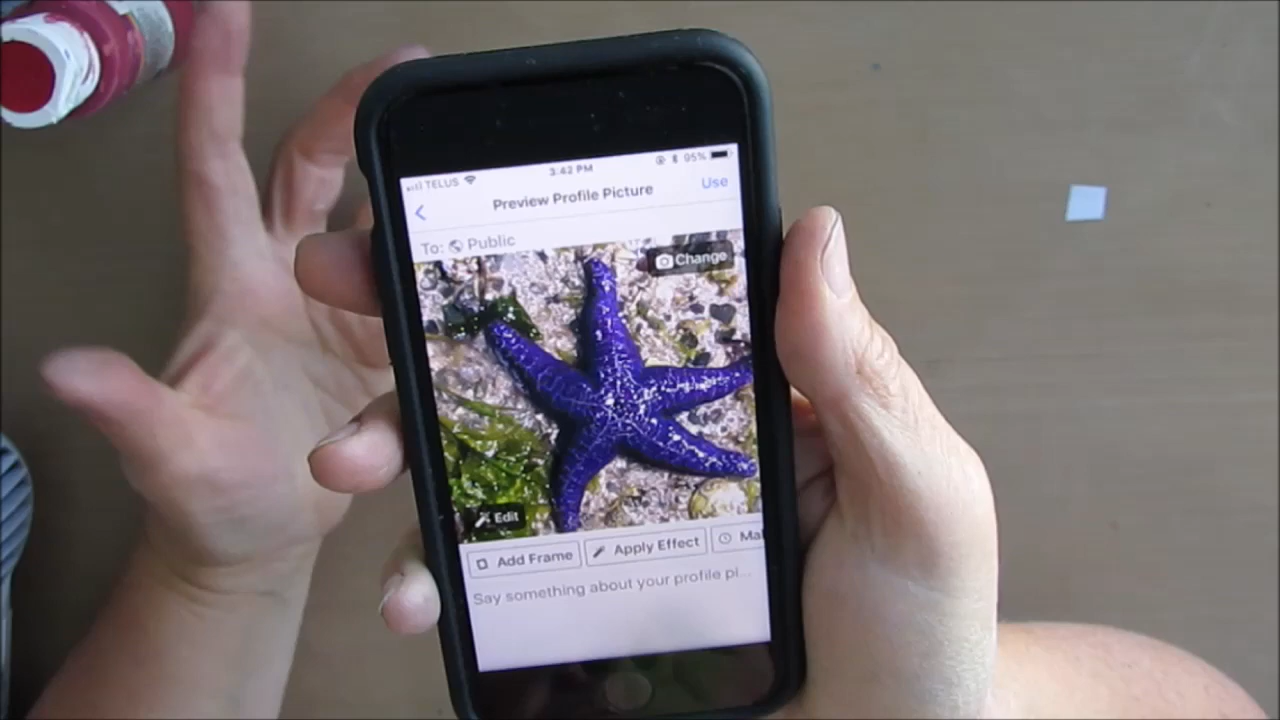 TELUS 3:42 PM 95%
Preview Profile Picture Use
To: Public
Change
Edit
Add Frame Apply Effect Mak
Say something about your profile pi...